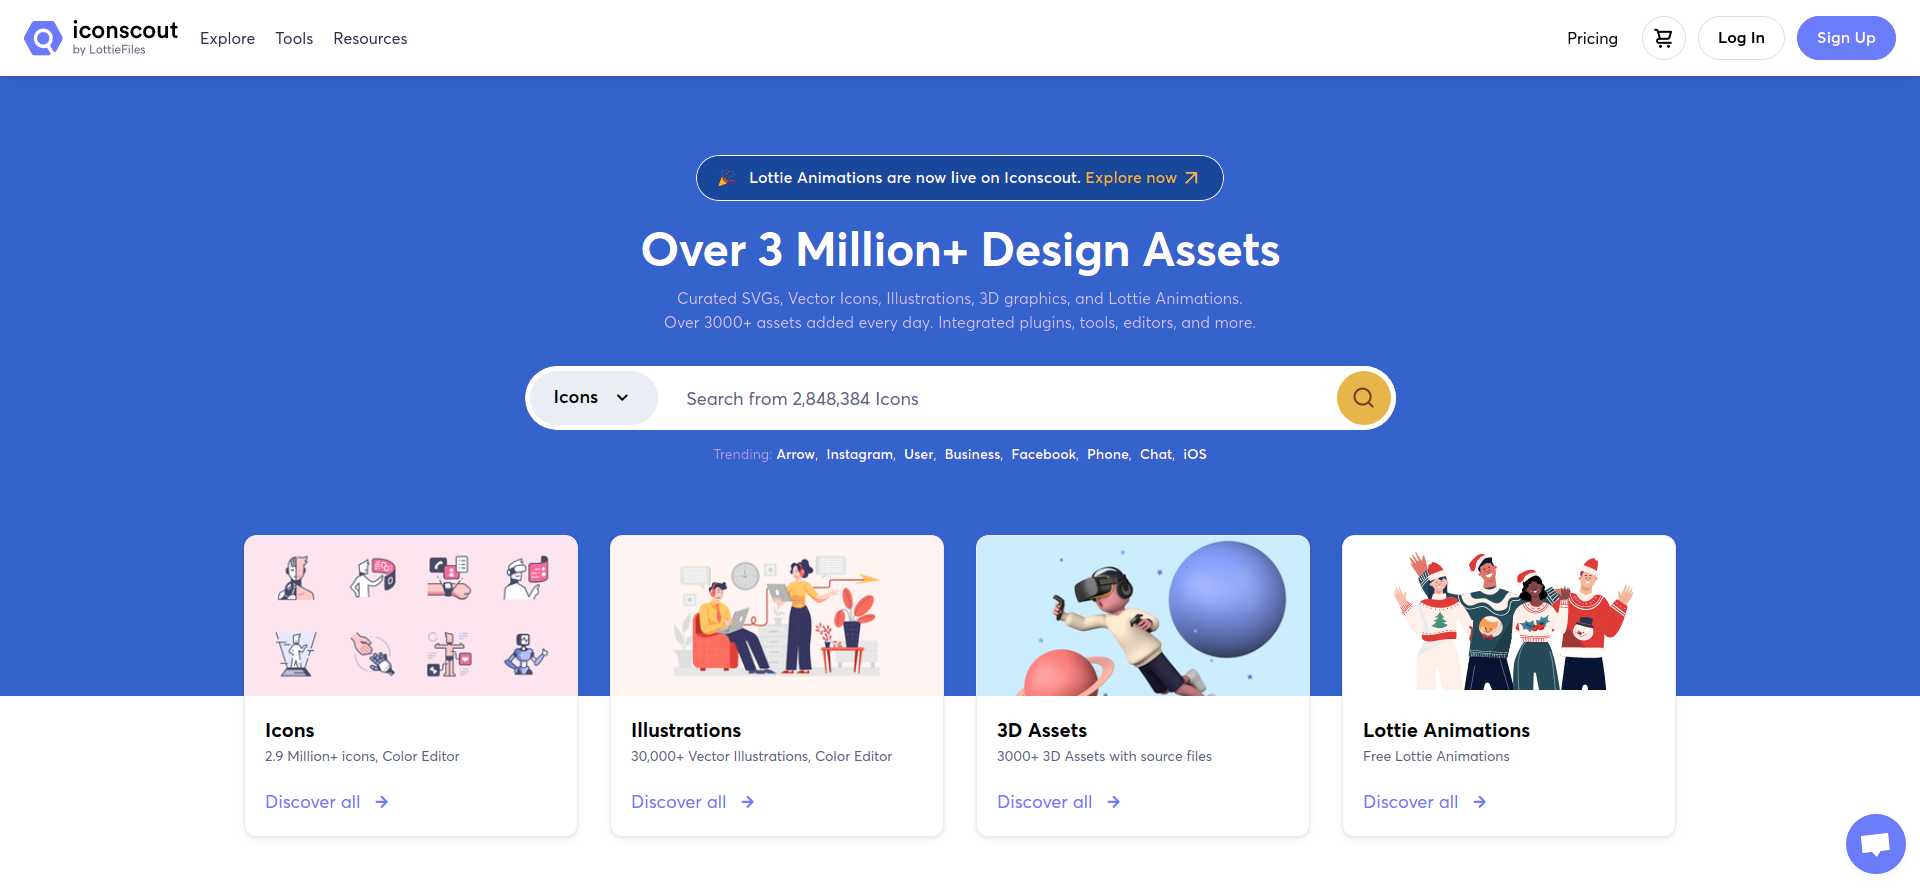 iconscout
by LottieFiles
Explore Tools Resources
Pricing
Log In
Sign Up
Lottie Animations are now live on Iconscout. Explore now
Over 3 Million+ Design Assets
Curated SVGs, Vector Icons, Illustrations, 3D graphics, and Lottie Animations.
Over 3000+ assets added every day. Integrated plugins, tools, editors, and more.
Icons
Search from 2,848,384 Icons
Trending: Arrow, Instagram, User, Business, Facebook, Phone, Chat, iOS
Icons
2.9 Million+ icons, Color Editor
Discover all
Illustrations
30,000+ Vector Illustrations, Color Editor
Discover all
3D Assets
3000+ 3D Assets with source files
Discover all
Lottie Animations
Free Lottie Animations
Discover all